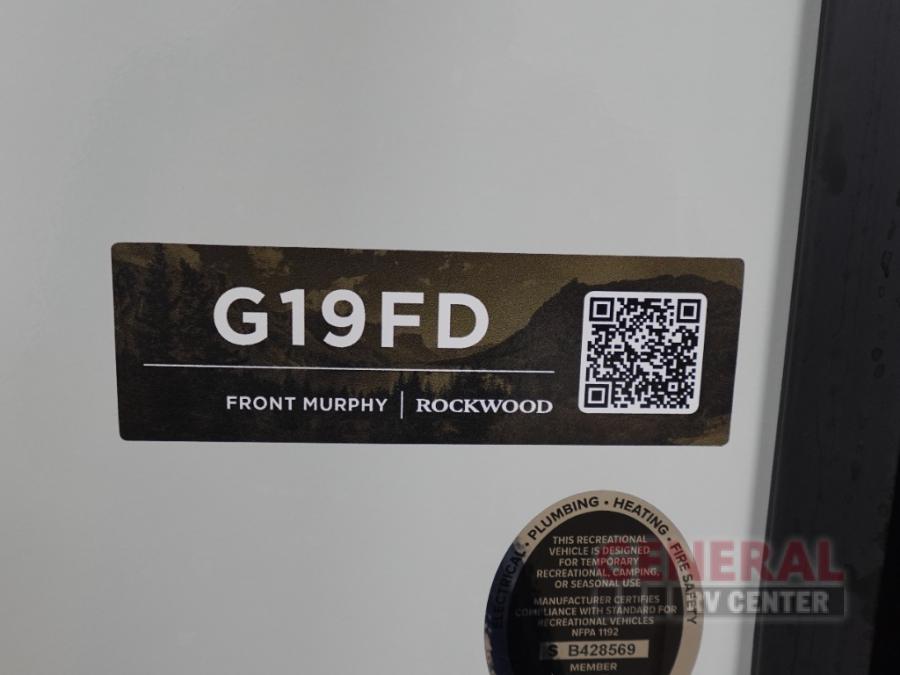 G19FD
FRONT MURPHY | ROCKWOOD
ELECTRICAL • PLUMBING • HEATING • FIRE SAFETY
THIS RECREATIONAL
VEHICLE IS DESIGNED
FOR TEMPORARY
RECREATIONAL, CAMPING,
OR SEASONAL USE
MANUFACTURER CERTIFIES
COMPLIANCE WITH STANDARD FOR
RECREATIONAL VEHICLES
NFPA 1192
S B428569
MEMBER
GENERAL
RV CENTER